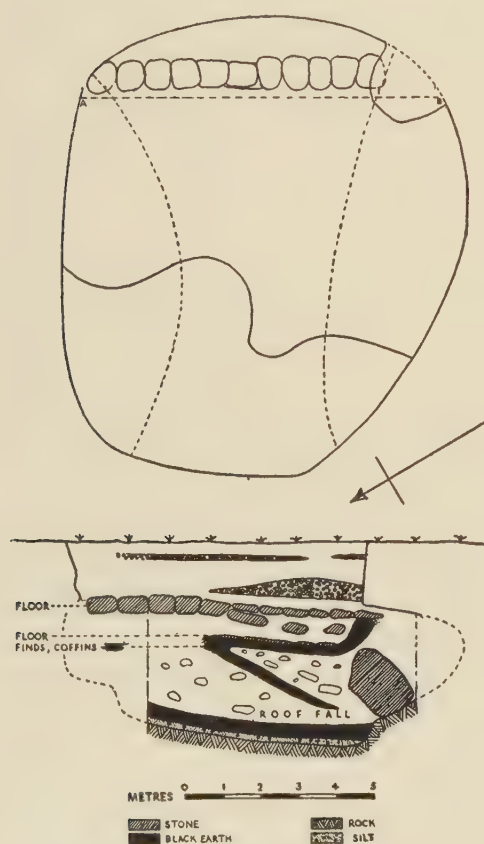 A
FLOOR
FLOOR
FINDS, COFFINS
ROOF FALL
METRES 0 1 2 3 4 5
STONE ROCK
BLACK EARTH SILT